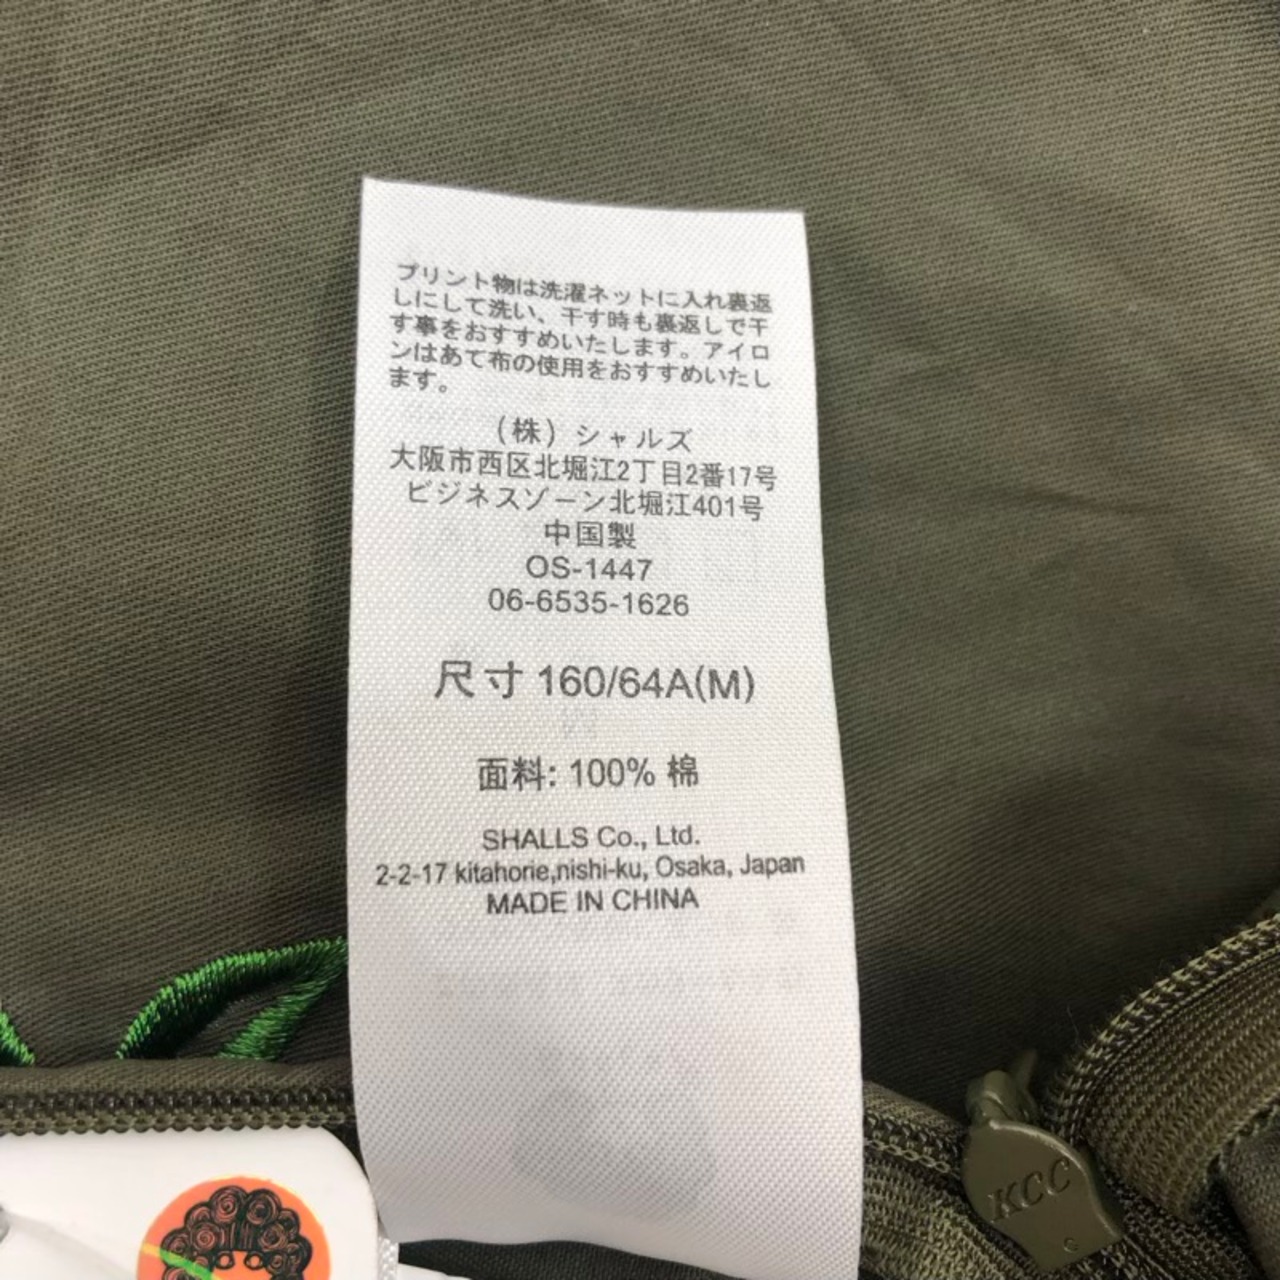 プリント物は洗濯ネットに入れ裏返
しにして洗い、干す時も裏返しで干
す事をおすすめいたします。アイロ
ンはあて布の使用をおすすめいたし
ます。
(株)シャルズ
大阪市西区北堀江2丁目2番17号
ビジネスゾーン北堀江401号
中国製
OS-1447
06-6535-1626
尺寸 160/64A(M)
面料: 100% 棉
SHALLS Co., Ltd.
2-2-17 kitahorie,nishi-ku, Osaka, Japan
MADE IN CHINA
KCC